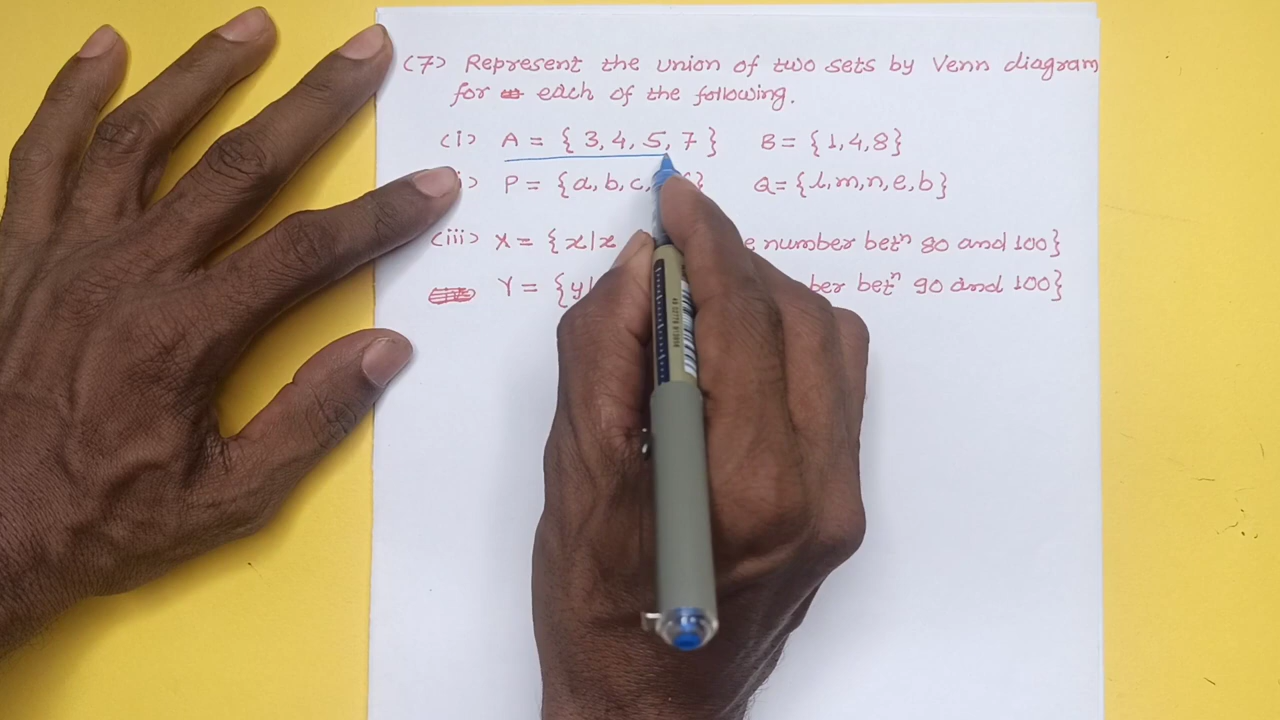 (7) Represent the union of two sets by Venn diagram
for each of the following.
(i) A = { 3, 4, 5, 7 } B = {1, 4, 8}
P = {a, b, c, Q = {l, m, n, e, b}
(iii) X = {x|x number betⁿ 80 and 100}
Y = {y| betⁿ 90 and 100}